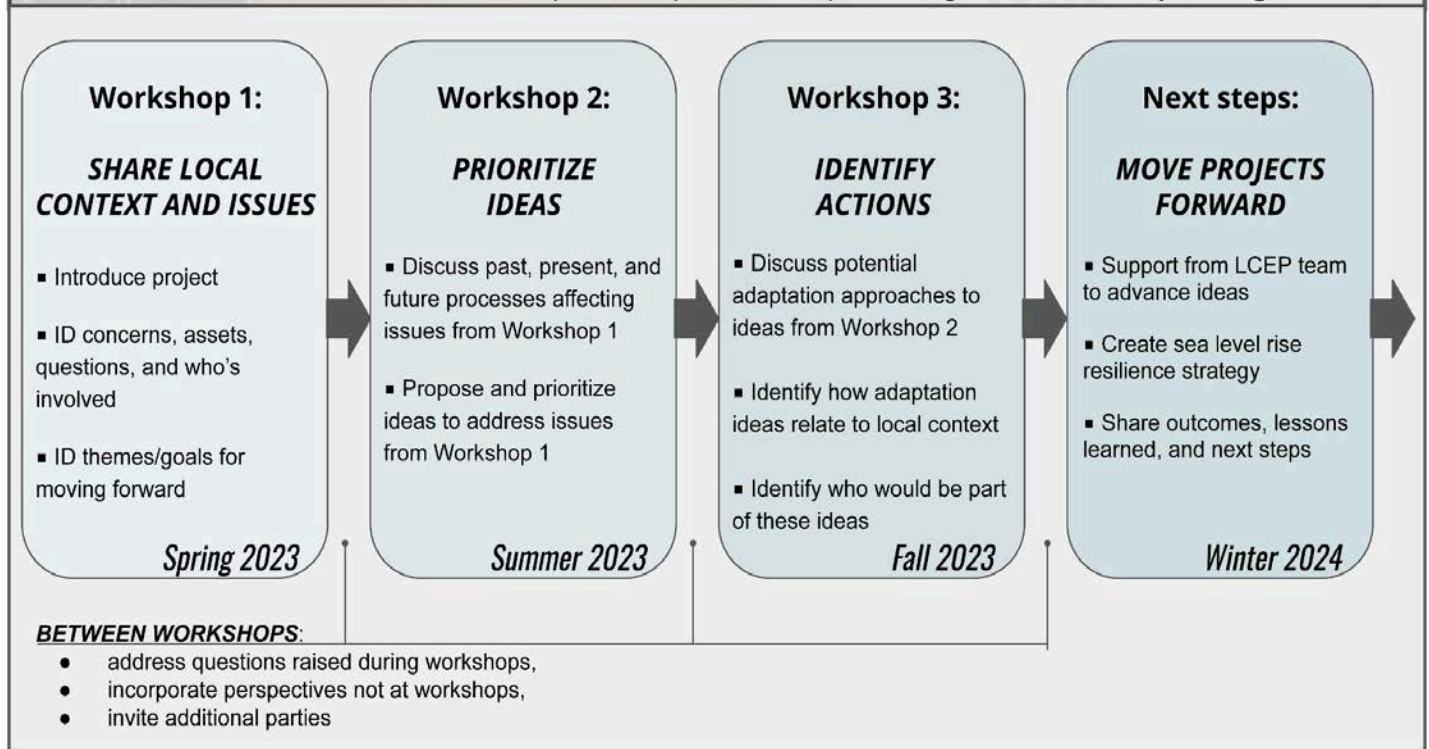 Workshop 1:
SHARE LOCAL
CONTEXT AND ISSUES
▪ Introduce project
▪ ID concerns, assets,
questions, and who's
involved
▪ ID themes/goals for
moving forward
Spring 2023
Workshop 2:
PRIORITIZE
IDEAS
▪ Discuss past, present, and
future processes affecting
issues from Workshop 1
▪ Propose and prioritize
ideas to address issues
from Workshop 1
Summer 2023
Workshop 3:
IDENTIFY
ACTIONS
▪ Discuss potential
adaptation approaches to
ideas from Workshop 2
▪ Identify how adaptation
ideas relate to local context
▪ Identify who would be part
of these ideas
Fall 2023
Next steps:
MOVE PROJECTS
FORWARD
▪ Support from LCEP team
to advance ideas
▪ Create sea level rise
resilience strategy
▪ Share outcomes, lessons
learned, and next steps
Winter 2024
BETWEEN WORKSHOPS:
● address questions raised during workshops,
● incorporate perspectives not at workshops,
● invite additional parties